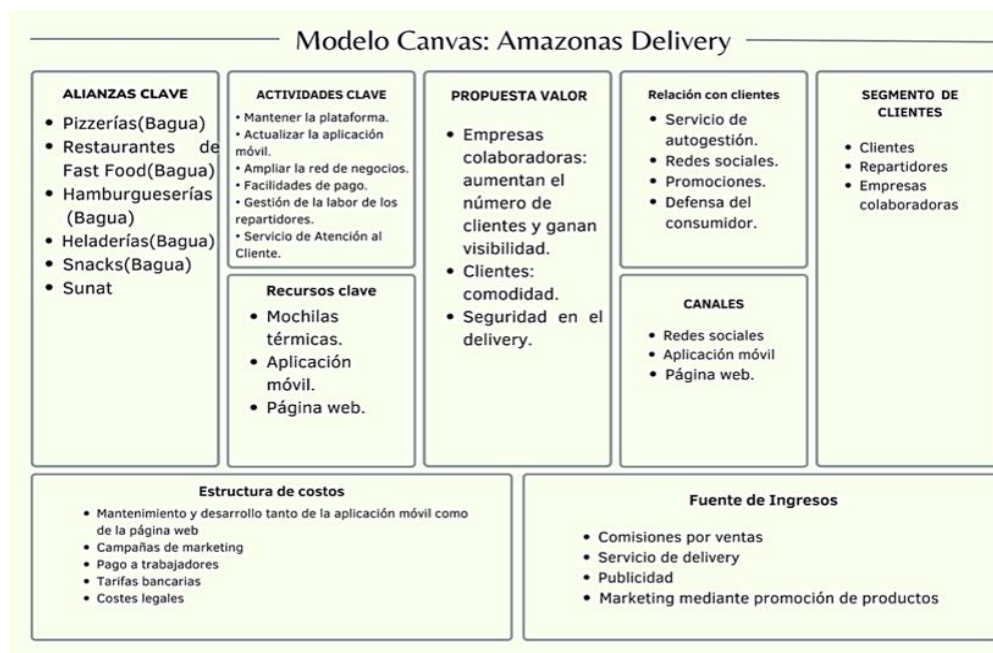 Modelo Canvas: Amazonas Delivery
ALIANZAS CLAVE
• Pizzerías(Bagua)
• Restaurantes de
Fast Food(Bagua)
• Hamburgueserías
(Bagua)
• Heladerías(Bagua)
• Snacks(Bagua)
• Sunat
ACTIVIDADES CLAVE
• Mantener la plataforma.
• Actualizar la aplicación
móvil.
• Ampliar la red de negocios.
• Facilidades de pago.
• Gestión de la labor de los
repartidores.
• Servicio de Atención al
Cliente.
Recursos clave
• Mochilas
térmicas.
• Aplicación
móvil.
• Página web.
PROPUESTA VALOR
• Empresas
colaboradoras:
aumentan el
número de
clientes y ganan
visibilidad.
• Clientes:
comodidad.
• Seguridad en el
delivery.
Relación con clientes
• Servicio de
autogestión.
• Redes sociales.
• Promociones.
• Defensa del
consumidor.
CANALES
• Redes sociales
• Aplicación móvil
• Página web.
SEGMENTO DE
CLIENTES
• Clientes
• Repartidores
• Empresas
colaboradoras
Estructura de costos
• Mantenimiento y desarrollo tanto de la aplicación móvil como
de la página web
• Campañas de marketing
• Pago a trabajadores
• Tarifas bancarias
• Costes legales
Fuente de Ingresos
• Comisiones por ventas
• Servicio de delivery
• Publicidad
• Marketing mediante promoción de productos